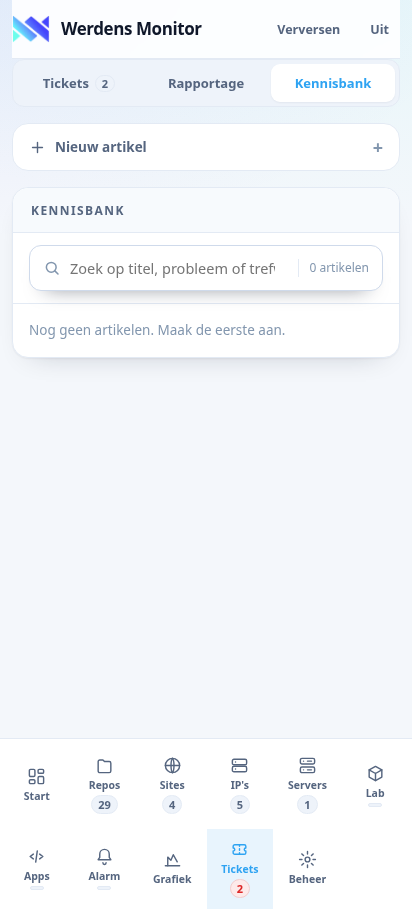 Werdens Monitor
Verversen
Uit
Tickets 2
Rapportage
Kennisbank
+ Nieuw artikel +
KENNISBANK
Zoek op titel, probleem of tref
0 artikelen
Nog geen artikelen. Maak de eerste aan.
Start
Repos
29
Sites
4
IP's
5
Servers
1
Lab
Apps
Alarm
Grafiek
Tickets
2
Beheer